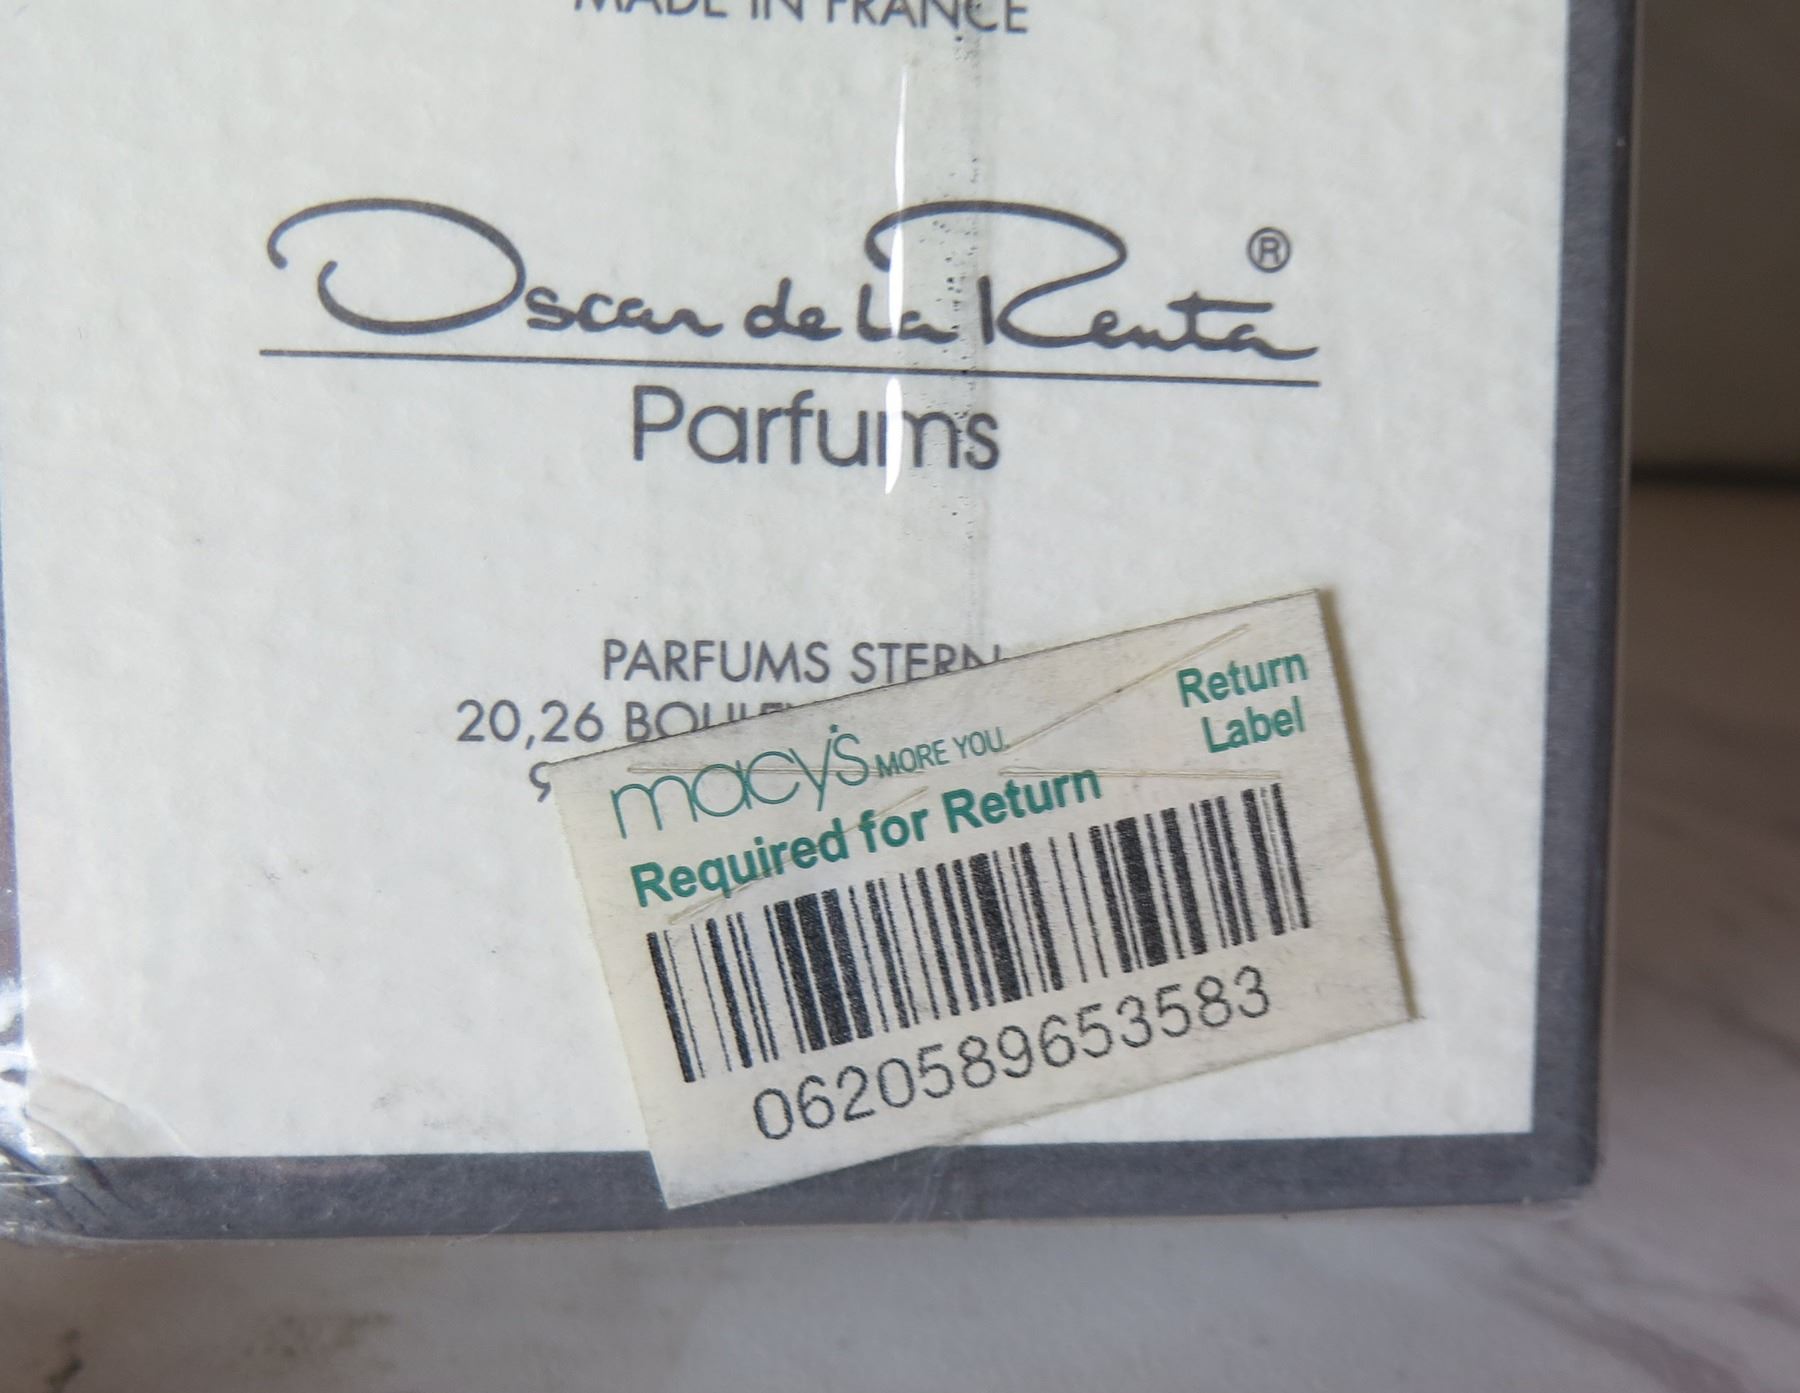 MADE IN FRANCE
Oscar de la Renta ®
Parfums
PARFUMS STERN
20,26
macy's MORE YOU.
Return
Label
Required for Return
0620589653583